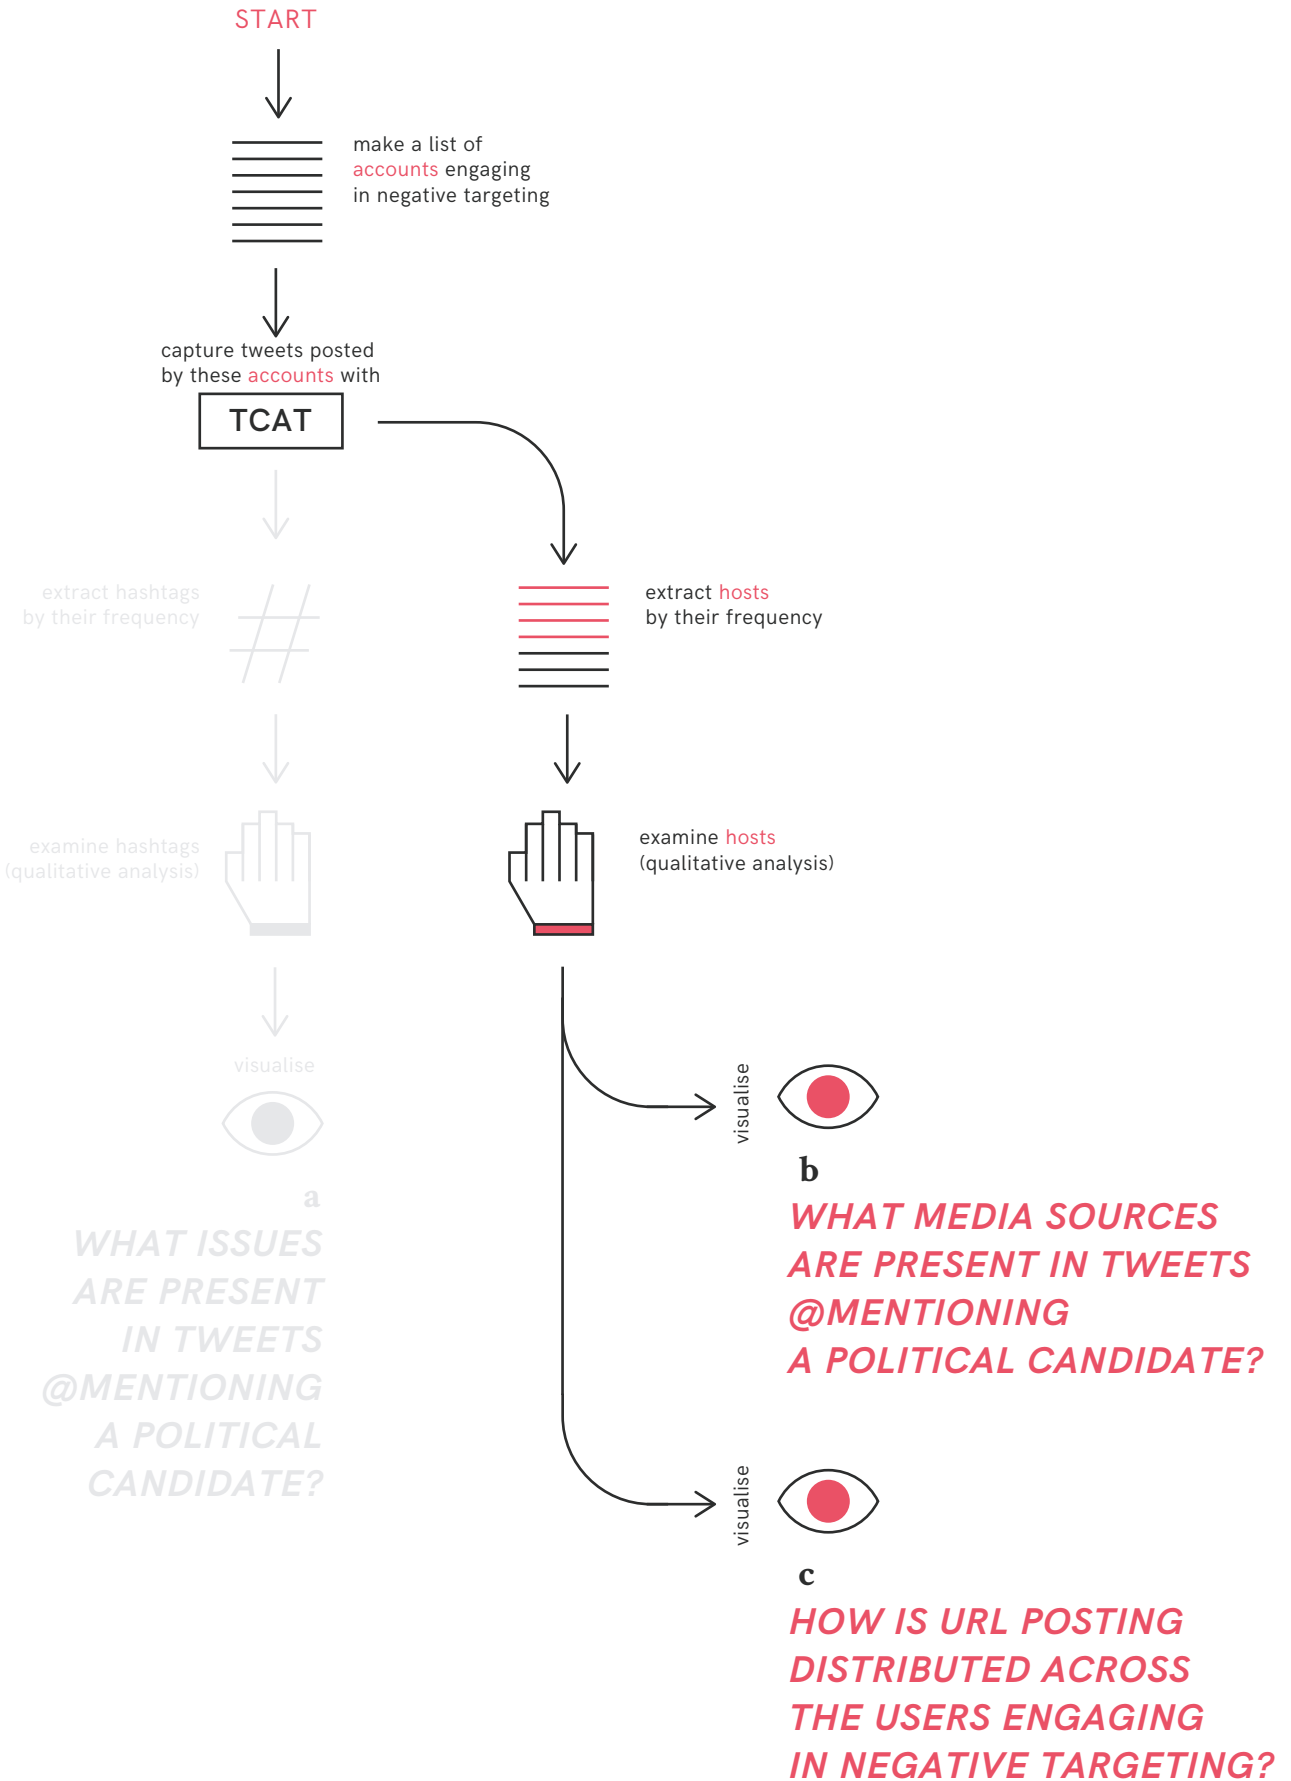 START
make a list of
accounts engaging
in negative targeting
capture tweets posted
by these accounts with
TCAT
extract hashtags
by their frequency
extract hosts
by their frequency
examine hashtags
(qualitative analysis)
examine hosts
(qualitative analysis)
visualise
a
WHAT ISSUES
ARE PRESENT
IN TWEETS
@MENTIONING
A POLITICAL
CANDIDATE?
visualise
b
WHAT MEDIA SOURCES
ARE PRESENT IN TWEETS
@MENTIONING
A POLITICAL CANDIDATE?
visualise
c
HOW IS URL POSTING
DISTRIBUTED ACROSS
THE USERS ENGAGING
IN NEGATIVE TARGETING?